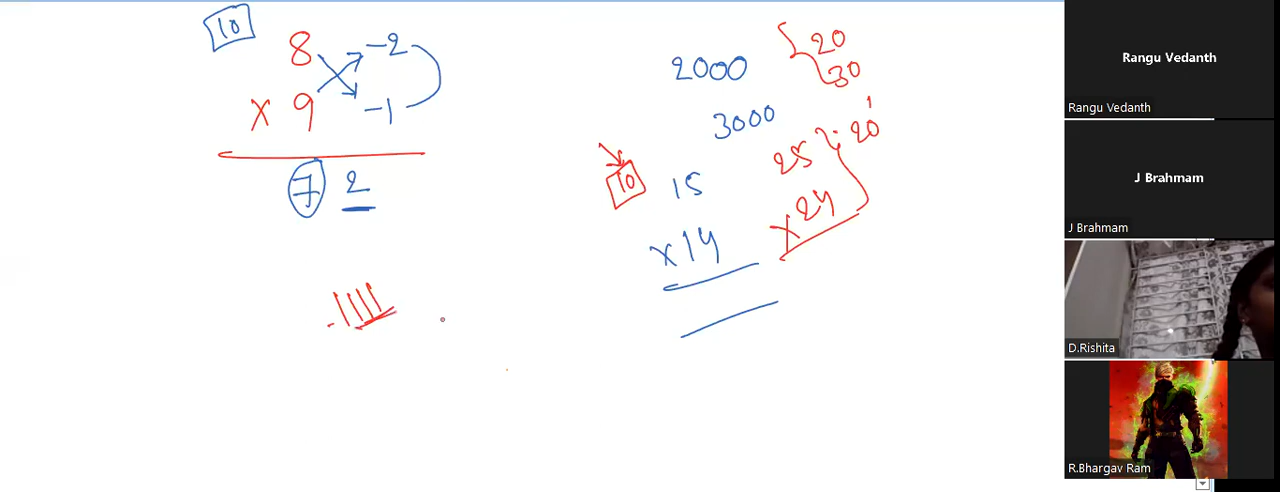 10
8 -2
x 9 -1
7 2
2000
20
30
3000
10
15
x 14
25 20
x 24
Rangu Vedanth
Rangu Vedanth
J Brahmam
J Brahmam
D.Rishita
R.Bhargav Ram